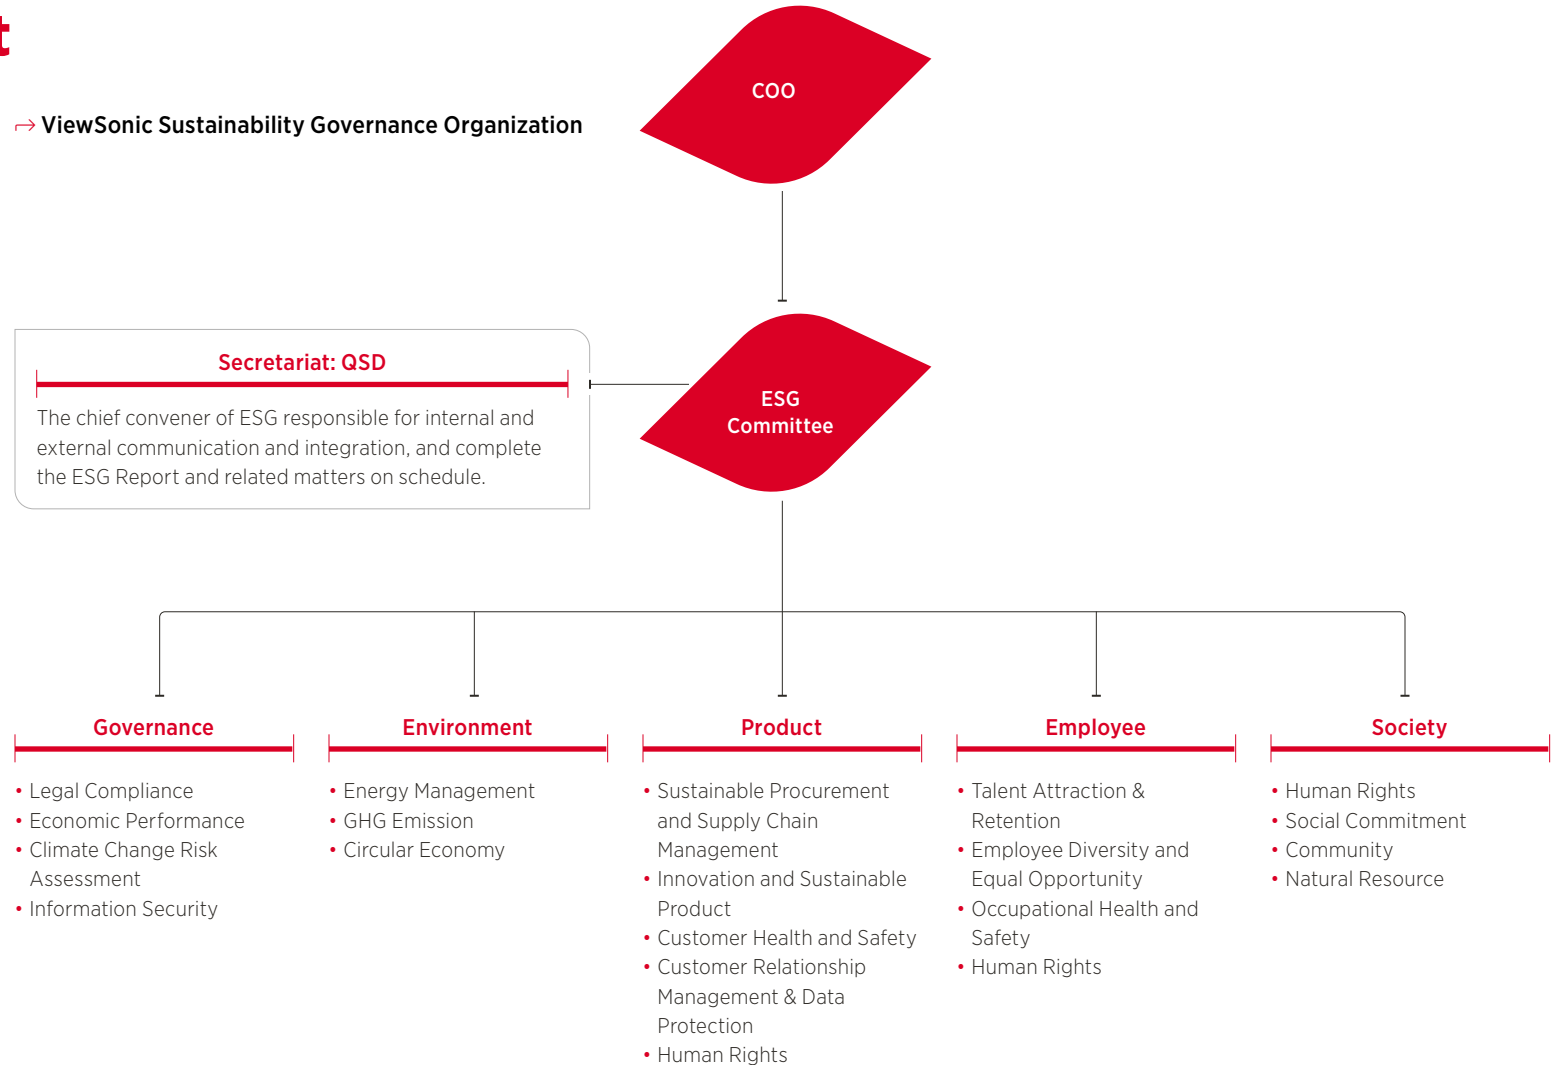 t
→ ViewSonic Sustainability Governance Organization
COO
Secretariat: QSD
The chief convener of ESG responsible for internal and
external communication and integration, and complete
the ESG Report and related matters on schedule.
ESG
Committee
Governance
• Legal Compliance
• Economic Performance
• Climate Change Risk
Assessment
• Information Security
Environment
• Energy Management
• GHG Emission
• Circular Economy
Product
• Sustainable Procurement
and Supply Chain
Management
• Innovation and Sustainable
Product
• Customer Health and Safety
• Customer Relationship
Management & Data
Protection
• Human Rights
Employee
• Talent Attraction &
Retention
• Employee Diversity and
Equal Opportunity
• Occupational Health and
Safety
• Human Rights
Society
• Human Rights
• Social Commitment
• Community
• Natural Resource